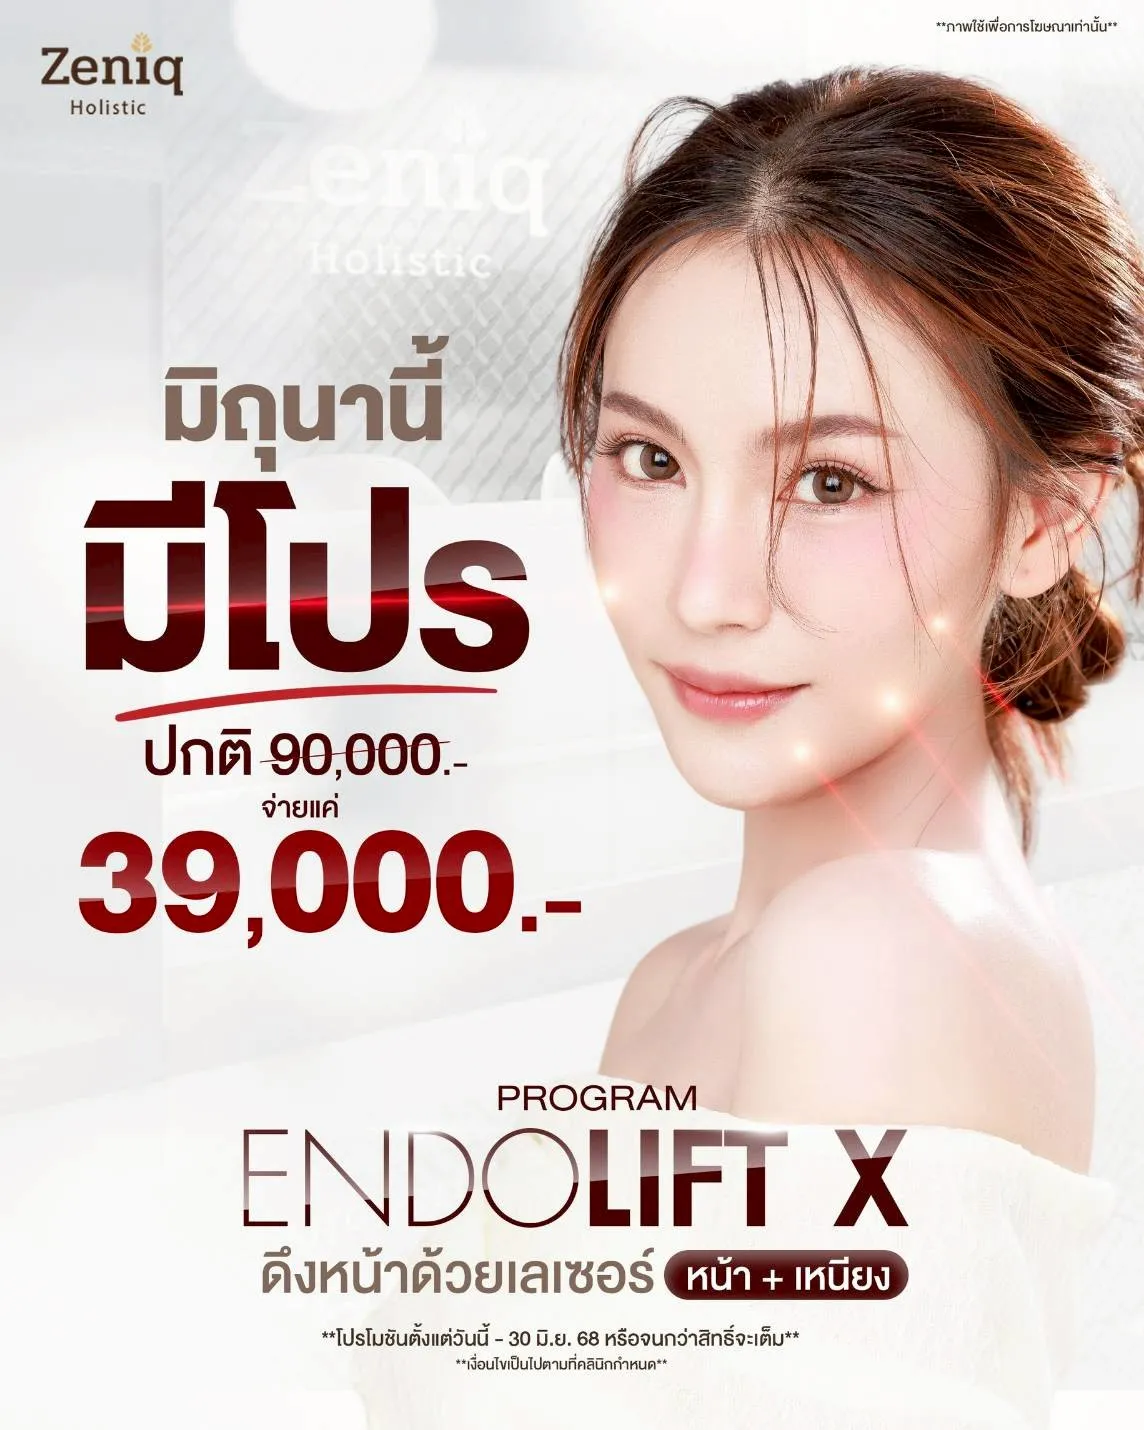 Zeniq
Holistic
**ภาพใช้เพื่อการโฆษณาเท่านั้น**
Zeniq
Holistic
มิถุนานี้
มีโปร
ปกติ 90,000.-
จ่ายแค่
39,000.-
PROGRAM
ENDOLIFT X
ดึงหน้าด้วยเลเซอร์ หน้า + เหนียง
**โปรโมชันตั้งแต่วันนี้ - 30 มิ.ย. 68 หรือจนกว่าสิทธิ์จะเต็ม**
**เงื่อนไขเป็นไปตามที่คลินิกกำหนด**